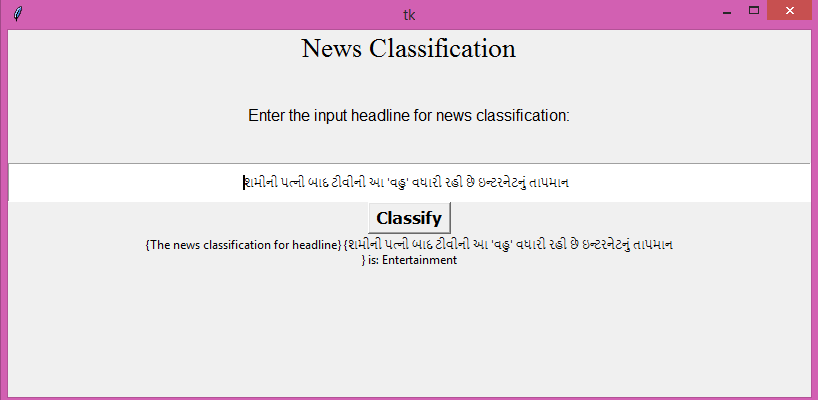 tk
News Classification
Enter the input headline for news classification:
શમીની પત્ની બાદ ટીવીની આ 'વહુ' વધારી રહી છે ઇન્ટરનેટનું તાપમાન
Classify
{The news classification for headline} {શમીની પત્ની બાદ ટીવીની આ 'વહુ' વધારી રહી છે ઇન્ટરનેટનું તાપમાન
} is: Entertainment